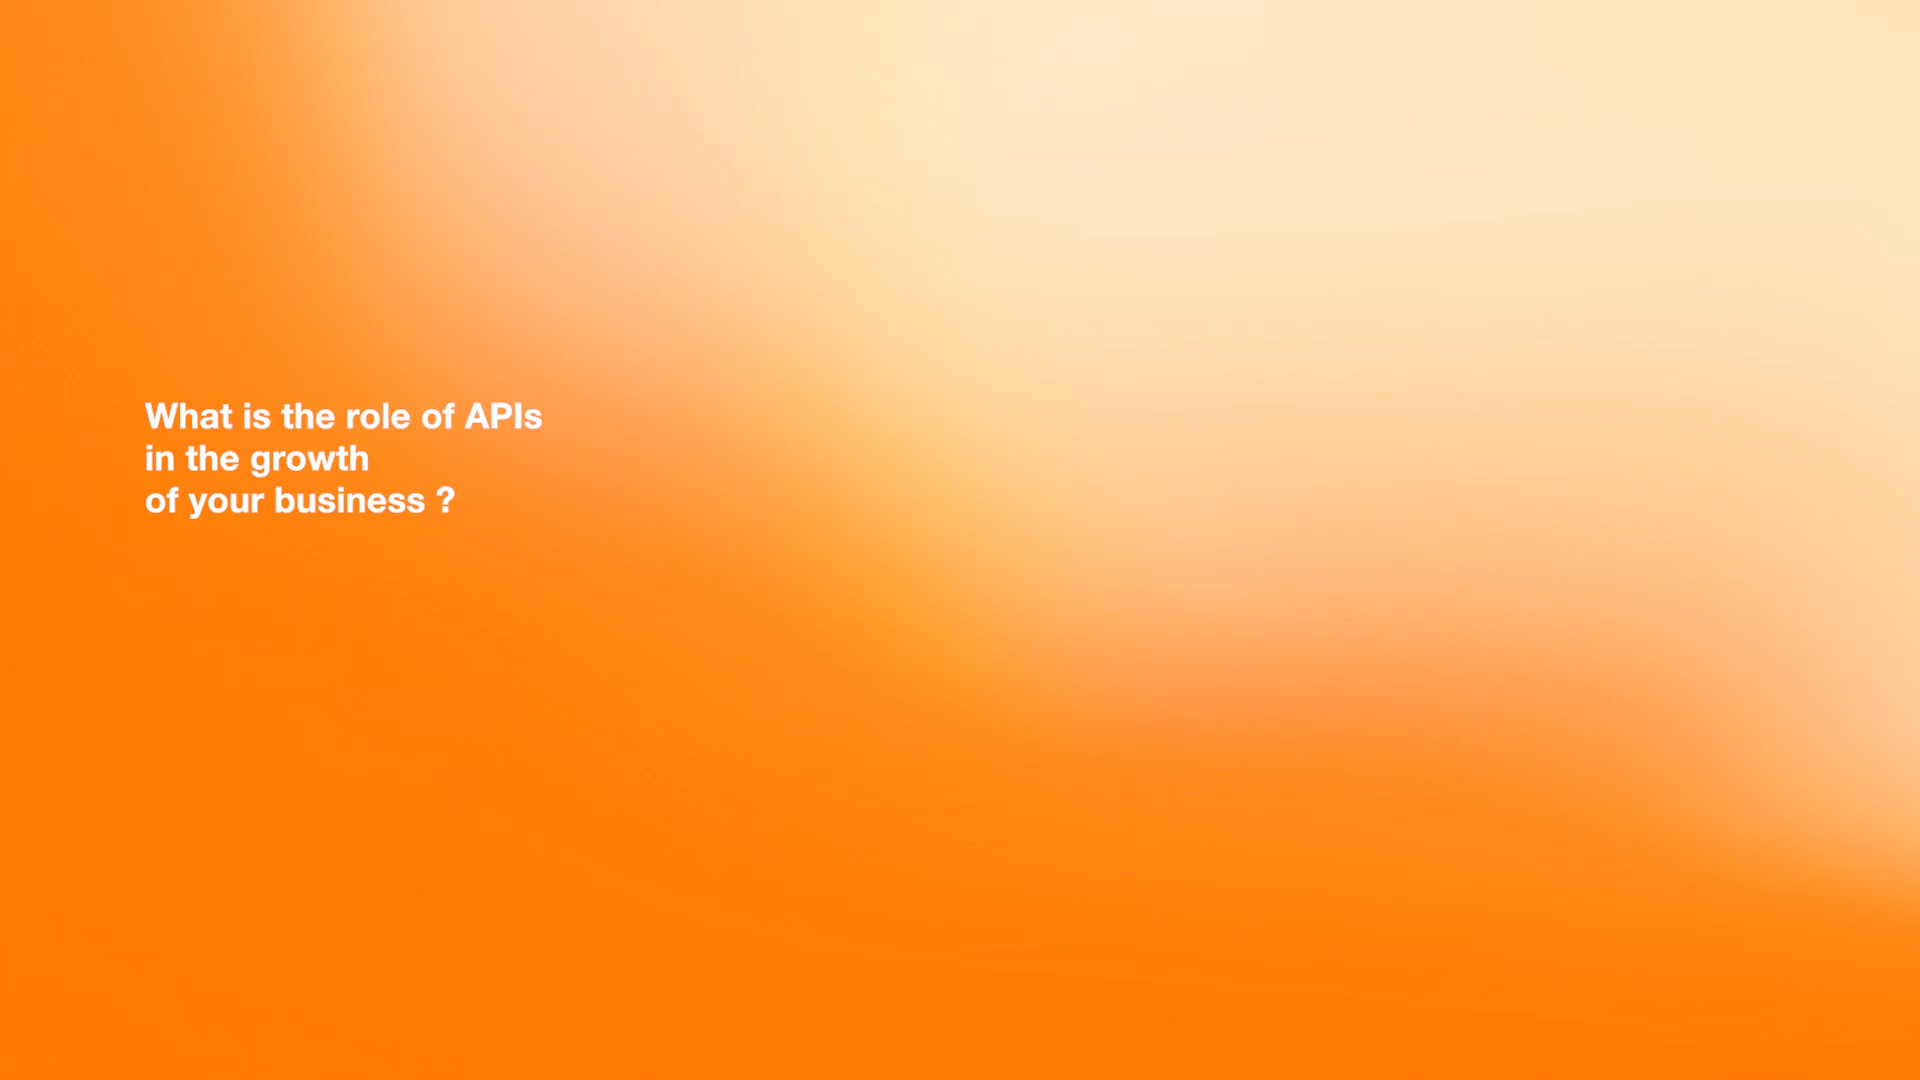 What is the role of APIs
in the growth
of your business ?